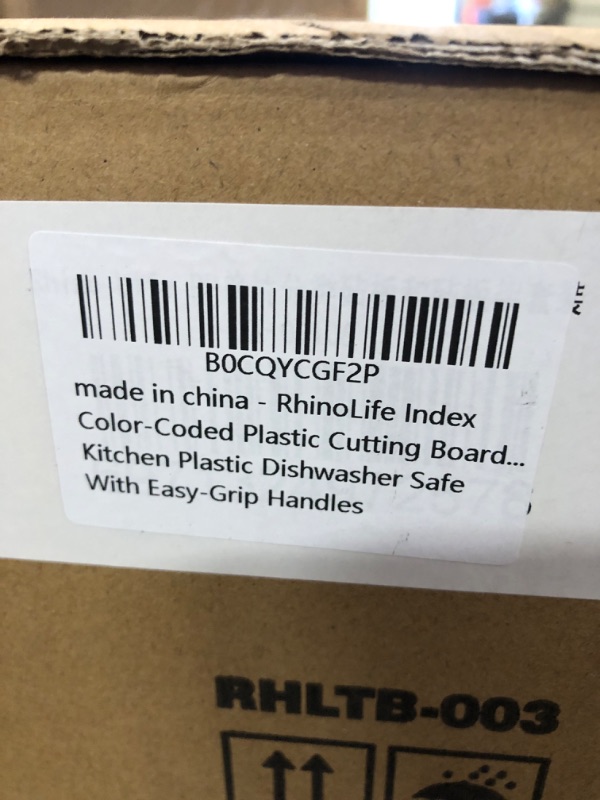 B0CQYCGF2P
made in china - RhinoLife Index
Color-Coded Plastic Cutting Board...
Kitchen Plastic Dishwasher Safe
With Easy-Grip Handles
RHLTB-003